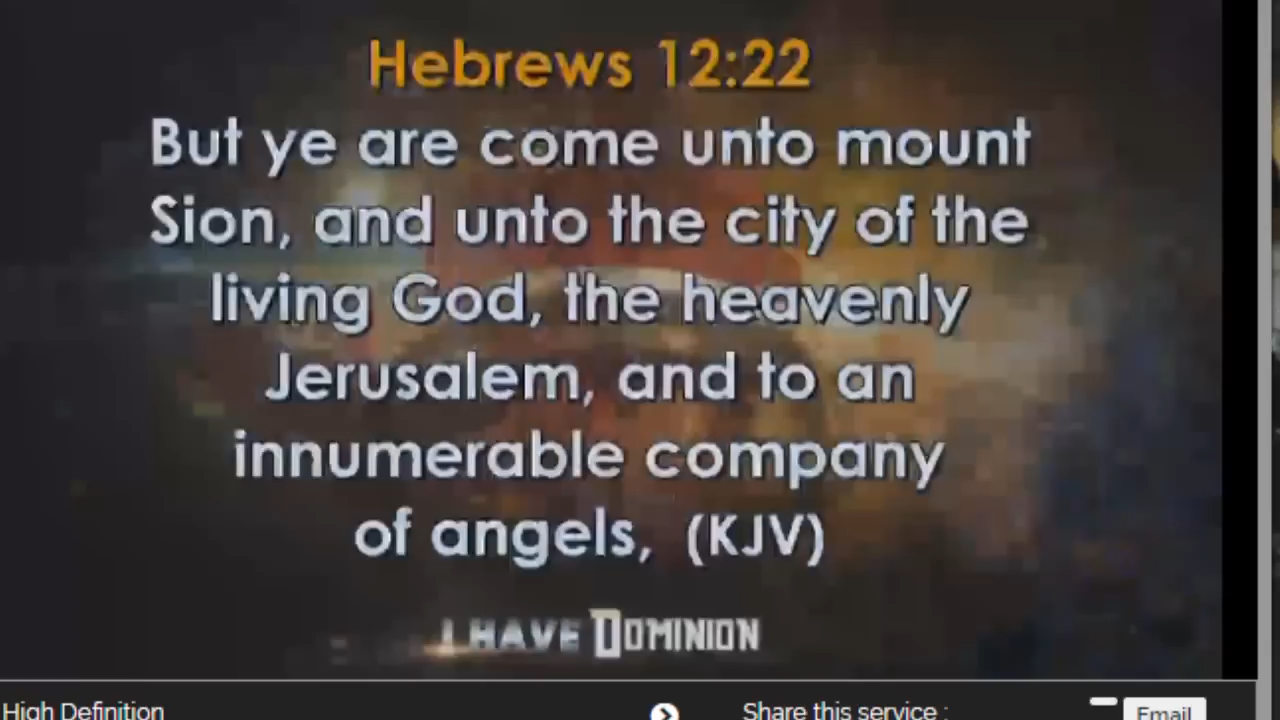 Hebrews 12:22
But ye are come unto mount
Sion, and unto the city of the
living God, the heavenly
Jerusalem, and to an
innumerable company
of angels, (KJV)
I HAVE DOMINION
High Definition
Share this service :
Email